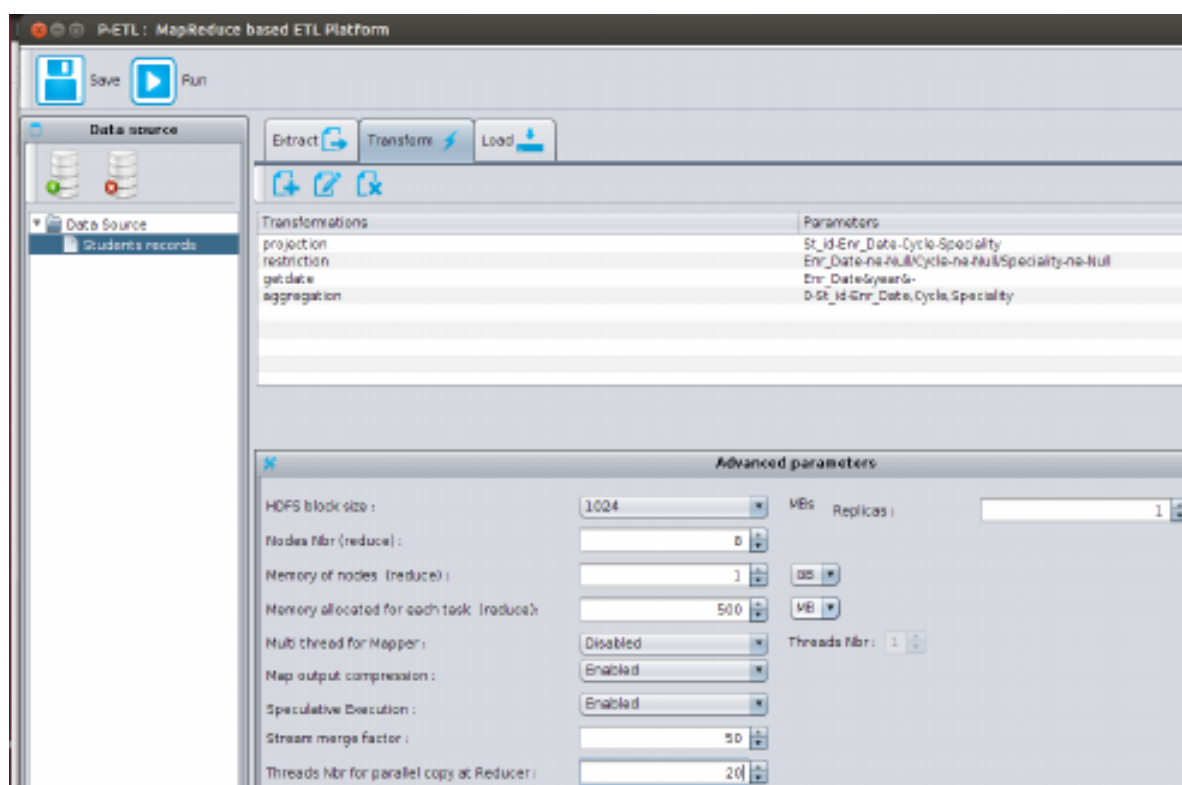 P-ETL : MapReduce based ETL Platform
Save Run
Data source
Extract Transform Load
Data Source
Students records
Transformations Parameters
projection St_id-Enr_Date-Cycle-Speciality
restriction Enr_Date-ne-Null/Cycle-ne-Null/Speciality-ne-Null
getdate Enr_Date&year&-
aggregation 0-St_id-Enr_Date,Cycle,Speciality
Advanced parameters
HDFS block size : 1024 MBs Replicas : 1
Nodes Nbr (reduce) : 8
Memory of nodes (reduce) : 1 GB
Memory allocated for each task (reduce): 500 MB
Multi thread for Mapper : Disabled Threads Nbr : 1
Map output compression : Enabled
Speculative Execution : Enabled
Stream merge factor : 50
Threads Nbr for parallel copy at Reducer : 20